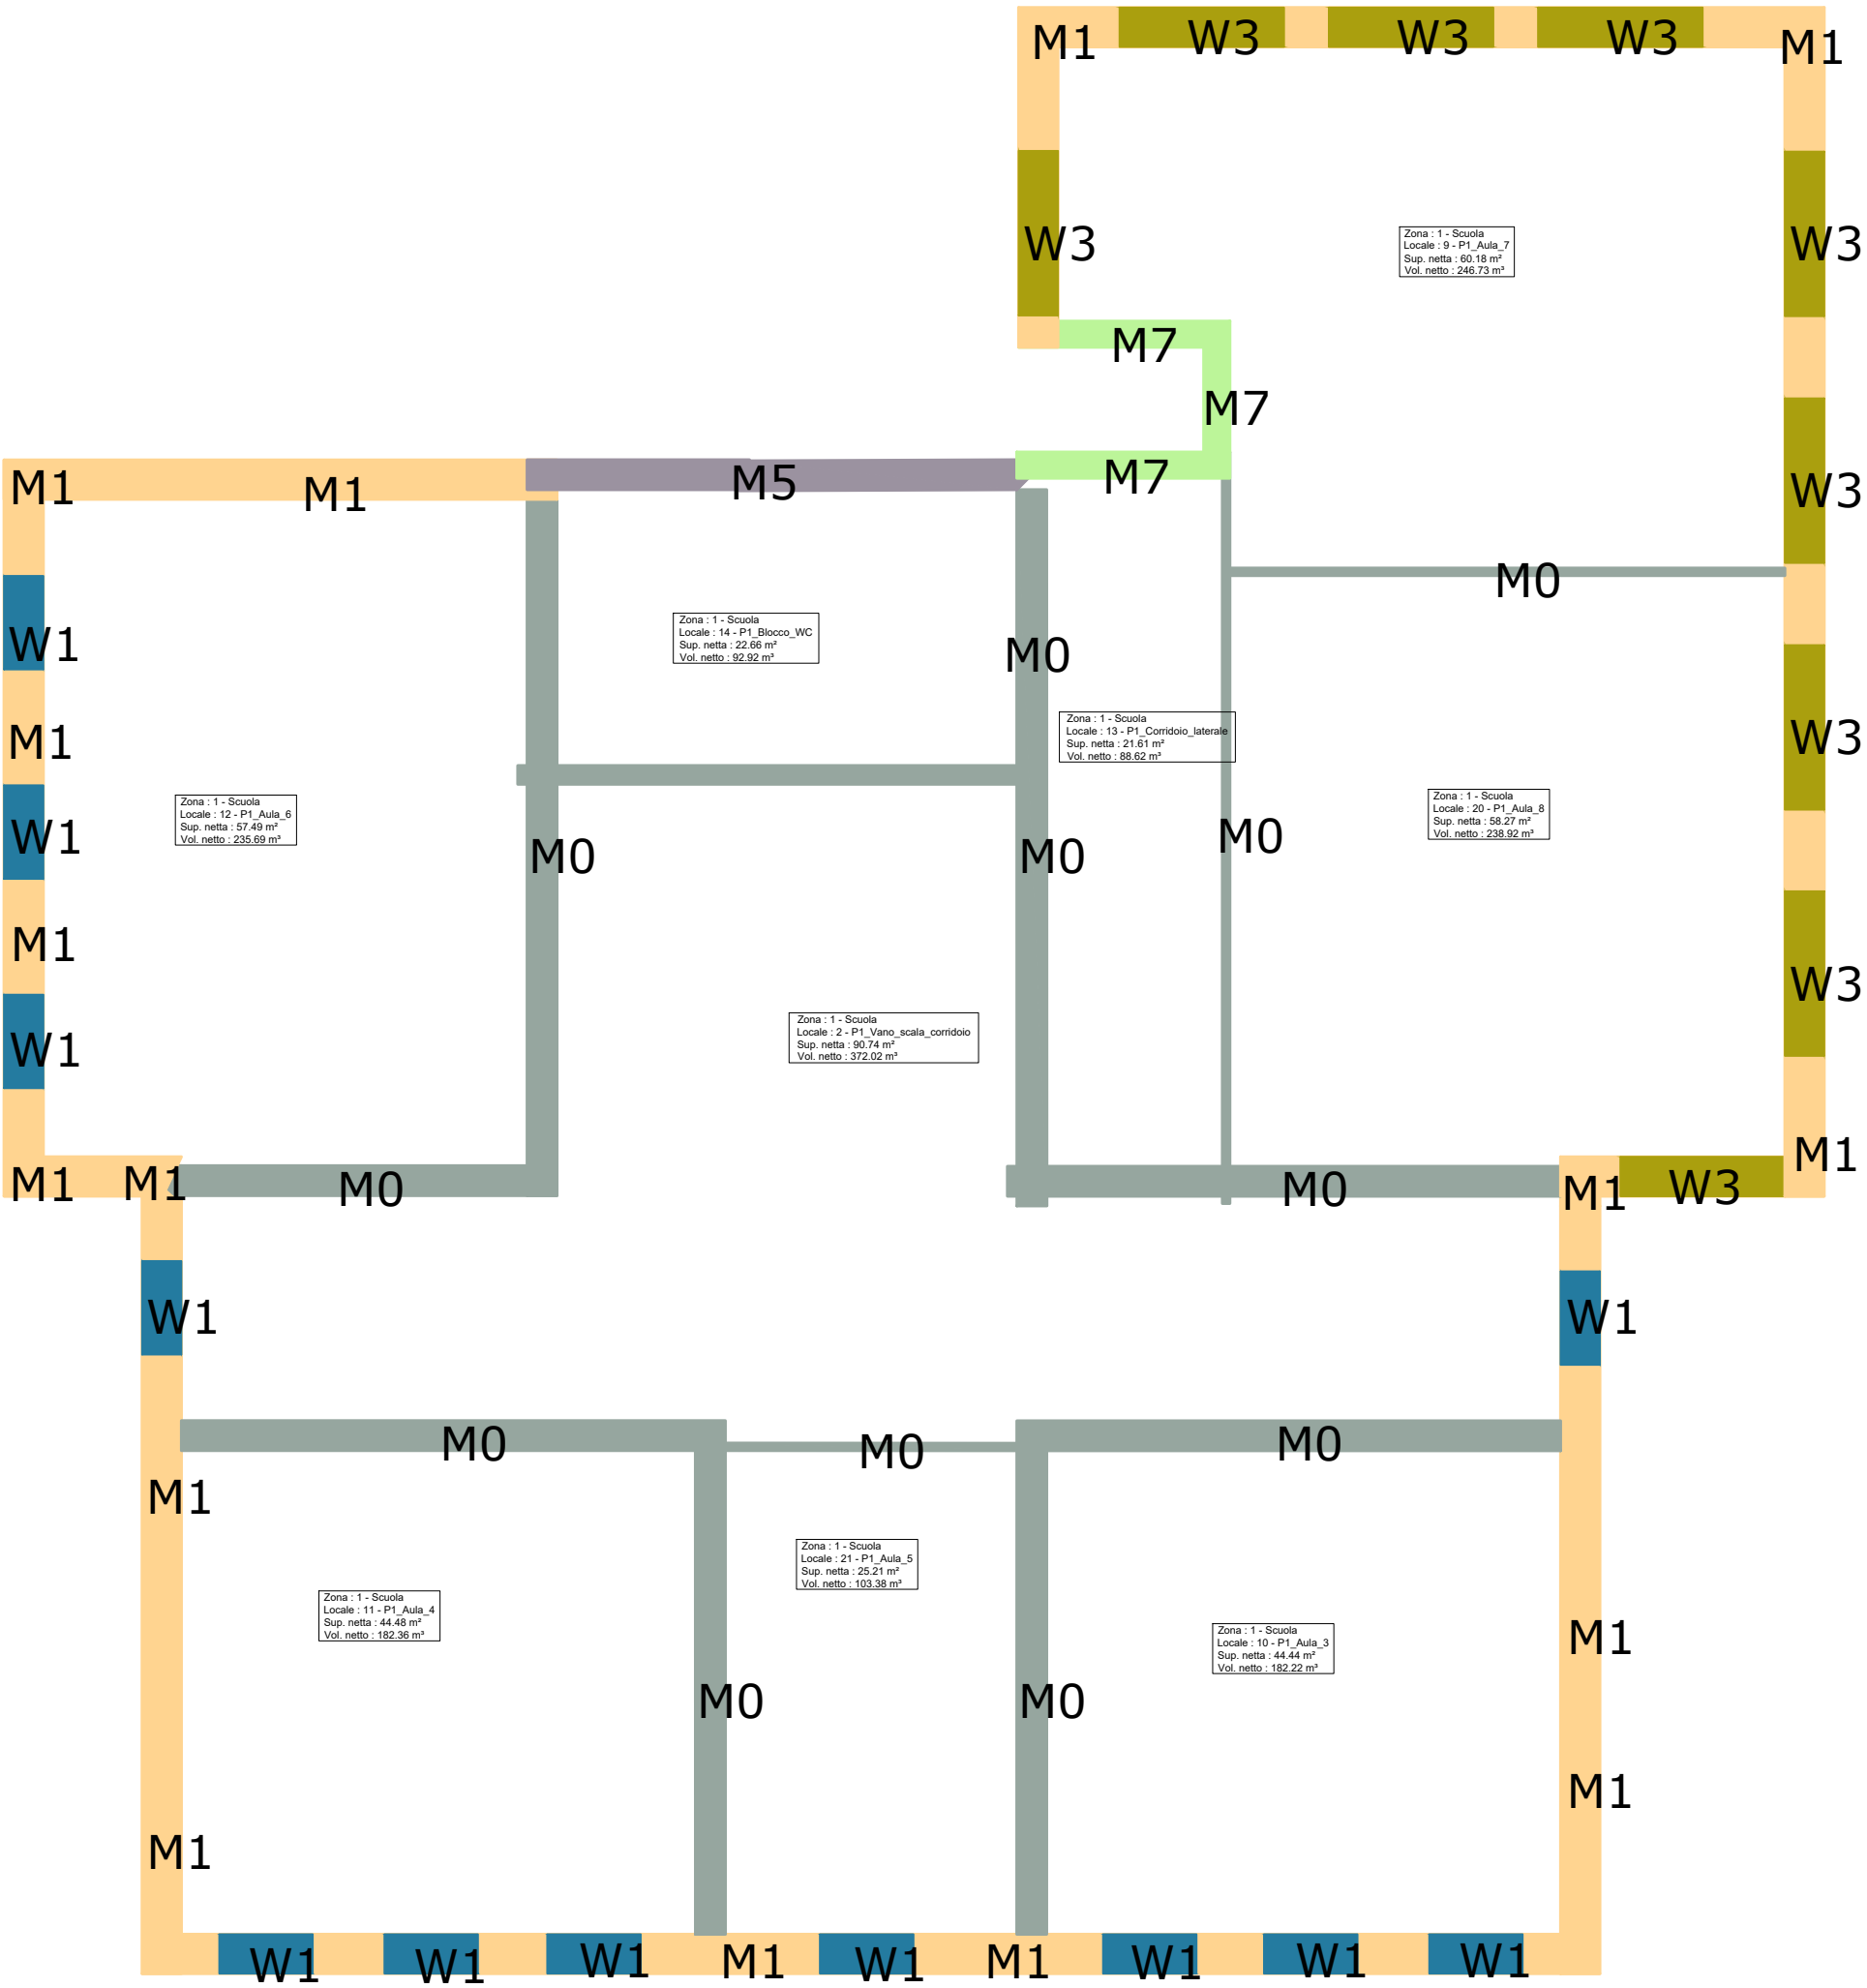 M1
W3
W3
W3
M1
W3
Zona : 1 - Scuola
Locale : 9 - P1_Aula_7
Sup. netta : 60.18 m²
Vol. netto : 246.73 m³
W3
M7
M7
M1
M1
M5
M7
W3
M0
W1
Zona : 1 - Scuola
Locale : 14 - P1_Blocco_WC
Sup. netta : 22.66 m²
Vol. netto : 92.92 m³
M0
M1
Zona : 1 - Scuola
Locale : 13 - P1_Corridoio_laterale
Sup. netta : 21.61 m²
Vol. netto : 88.62 m³
W3
Zona : 1 - Scuola
Locale : 12 - P1_Aula_6
Sup. netta : 57.49 m²
Vol. netto : 235.69 m³
W1
M0
M0
M0
Zona : 1 - Scuola
Locale : 20 - P1_Aula_8
Sup. netta : 58.27 m²
Vol. netto : 238.92 m³
M1
W3
W1
Zona : 1 - Scuola
Locale : 2 - P1_Vano_scala_corridoio
Sup. netta : 90.74 m²
Vol. netto : 372.02 m³
M1
M1
M1
M0
M0
M1
W3
W1
W1
M0
M0
M0
M1
Zona : 1 - Scuola
Locale : 21 - P1_Aula_5
Sup. netta : 25.21 m²
Vol. netto : 103.38 m³
Zona : 1 - Scuola
Locale : 11 - P1_Aula_4
Sup. netta : 44.48 m²
Vol. netto : 182.36 m³
Zona : 1 - Scuola
Locale : 10 - P1_Aula_3
Sup. netta : 44.44 m²
Vol. netto : 182.22 m³
M1
M0
M0
M1
M1
W1
W1
W1
M1
W1
M1
W1
W1
W1